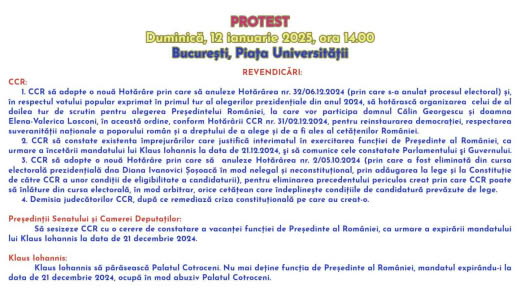 PROTEST
Duminică, 12 ianuarie 2025, ora 14.00
București, Piața Universității
REVENDICĂRI:
CCR:
1. CCR să adopte o nouă Hotărâre prin care să anuleze Hotărârea nr. 32/06.12.2024 (prin care s-a anulat procesul electoral) și,
în respectul votului popular exprimat în primul tur al alegerilor prezidențiale din anul 2024, să hotărască organizarea celui de al
doilea tur de scrutin pentru alegerea Președintelui României, la care vor participa domnul Călin Georgescu și doamna
Elena-Valerica Lasconi, în această ordine, conform Hotărârii CCR nr. 31/02.12.2024, pentru reinstaurarea democrației, respectarea
suveranității naționale a poporului român și a dreptului de a alege și de a fi ales al cetățenilor României.
2. CCR să constate existența împrejurărilor care justifică interimatul în exercitarea funcției de Președinte al României, ca
urmare a încetării mandatului lui Klaus Iohannis la data de 21.12.2024, și să comunice cele constatate Parlamentului și Guvernului.
3. CCR să adopte o nouă Hotărâre prin care să anuleze Hotărârea nr. 2/05.10.2024 (prin care a fost eliminată din cursa
electorală prezidențială dna Diana Ivanovici Șoșoacă în mod nelegal și neconstituțional, prin adăugarea la lege și la Constituție
de către CCR a unor condiții de eligibilitate a candidaturii), pentru eliminarea precedentului periculos creat prin care CCR poate
să înlăture din cursa electorală, în mod arbitrar, orice cetățean care îndeplinește condițiile de candidatură prevăzute de lege.
4. Demisia judecătorilor CCR, după ce remediază criza constituțională pe care au creat-o.
Președinții Senatului și Camerei Deputaților:
Să sesizeze CCR cu o cerere de constatare a vacanței funcției de Președinte al României, ca urmare a expirării mandatului
lui Klaus Iohannis la data de 21 decembrie 2024.
Klaus Iohannis:
Klaus Iohannis să părăsească Palatul Cotroceni. Nu mai deține funcția de Președinte al României, mandatul expirându-i la
data de 21 decembrie 2024, ocupă în mod abuziv Palatul Cotroceni.